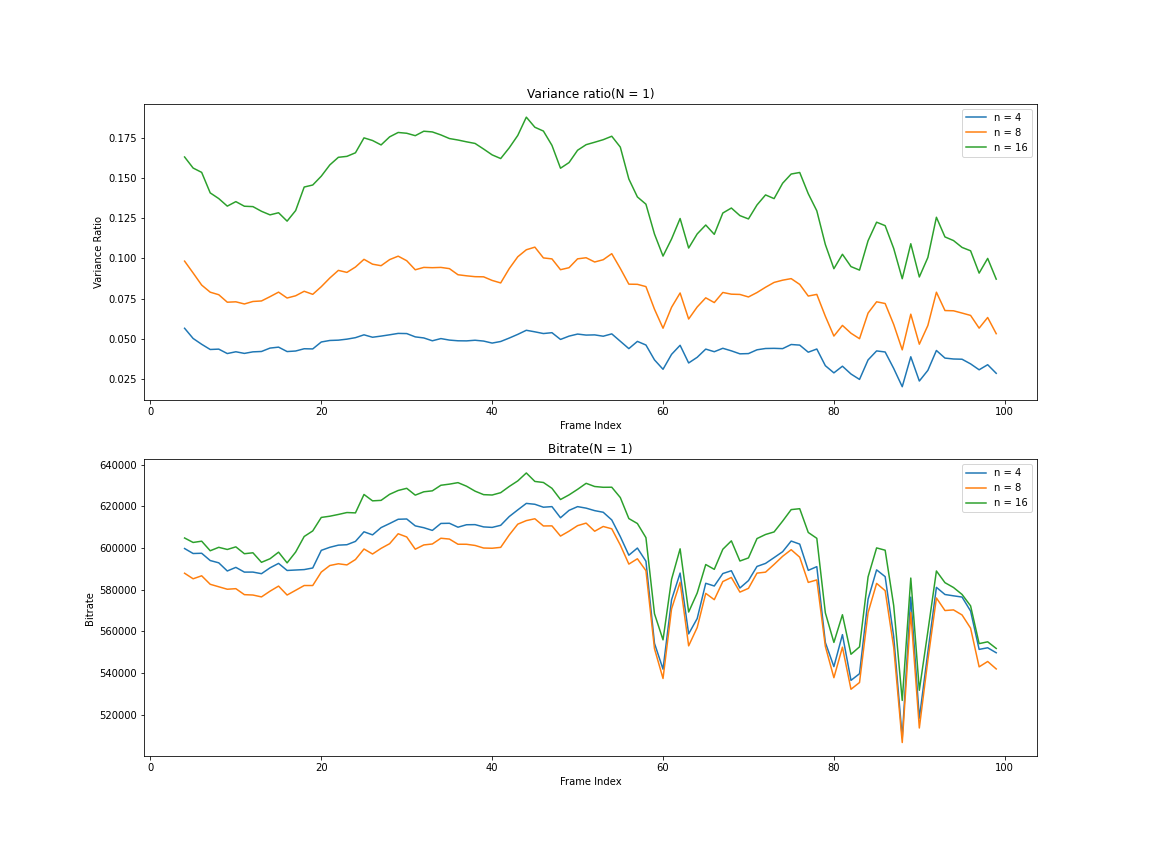 Variance ratio(N = 1)
n = 4
n = 8
n = 16
0.175
0.150
0.125
0.100
0.075
0.050
0.025
Variance Ratio
0 20 40 60 80 100
Frame Index
Bitrate(N = 1)
n = 4
n = 8
n = 16
640000
620000
600000
580000
560000
540000
520000
Bitrate
0 20 40 60 80 100
Frame Index